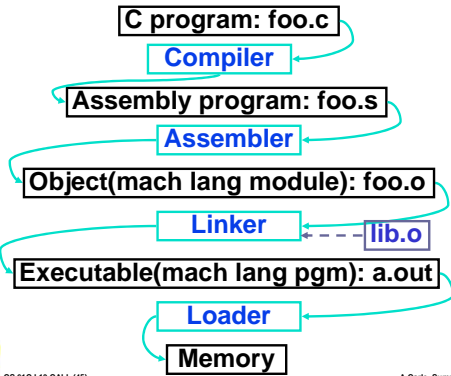 C program: foo.c
Compiler
Assembly program: foo.s
Assembler
Object(mach lang module): foo.o
Linker
lib.o
Executable(mach lang pgm): a.out
Loader
Memory